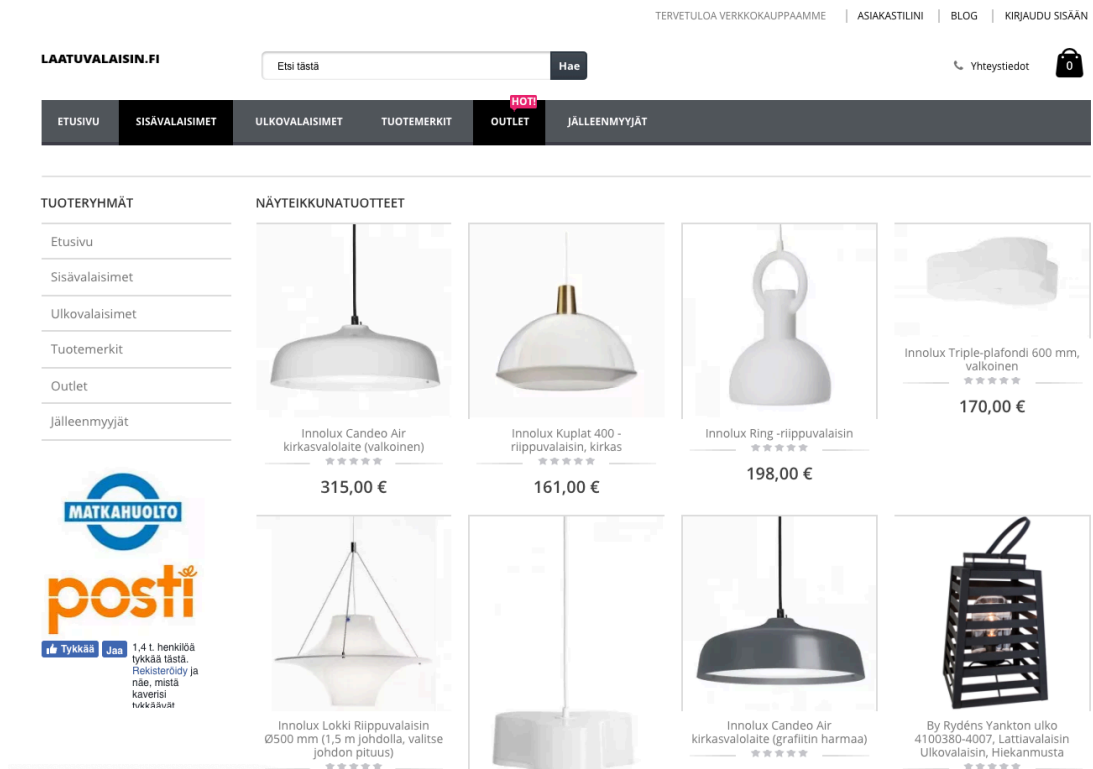 TERVETULOA VERKKOKAUPPAAMME
ASIAKASTILINI
BLOG
KIRJAUDU SISÄÄN
LAATUVALAISIN.FI
Etsi tästä
Hae
Yhteystiedot
0
HOT!
ETUSIVU
SISÄVALAISIMET
ULKOVALAISIMET
TUOTEMERKIT
OUTLET
JÄLLEENMYYJÄT
TUOTERYHMÄT
Etusivu
Sisävalaisimet
Ulkovalaisimet
Tuotemerkit
Outlet
Jälleenmyyjät
MATKAHUOLTO
posti
Tykkää
Jaa
1,4 t. henkilöä
tykkää tästä.
Rekisteröidy ja
näe, mistä
kaverisi
tykkäävät
NÄYTEIKKUNATUOTTEET
Innolux Candeo Air
kirkasvalolaite (valkoinen)
315,00 €
Innolux Kuplat 400 -
riippuvalaisin, kirkas
161,00 €
Innolux Ring -riippuvalaisin
198,00 €
Innolux Triple-plafondi 600 mm,
valkoinen
170,00 €
Innolux Lokki Riippuvalaisin
Ø500 mm (1,5 m johdolla, valitse
johdon pituus)
Innolux Candeo Air
kirkasvalolaite (grafiitin harmaa)
By Rydéns Yankton ulko
4100380-4007, Lattiavalaisin
Ulkovalaisin, Hiekanmusta